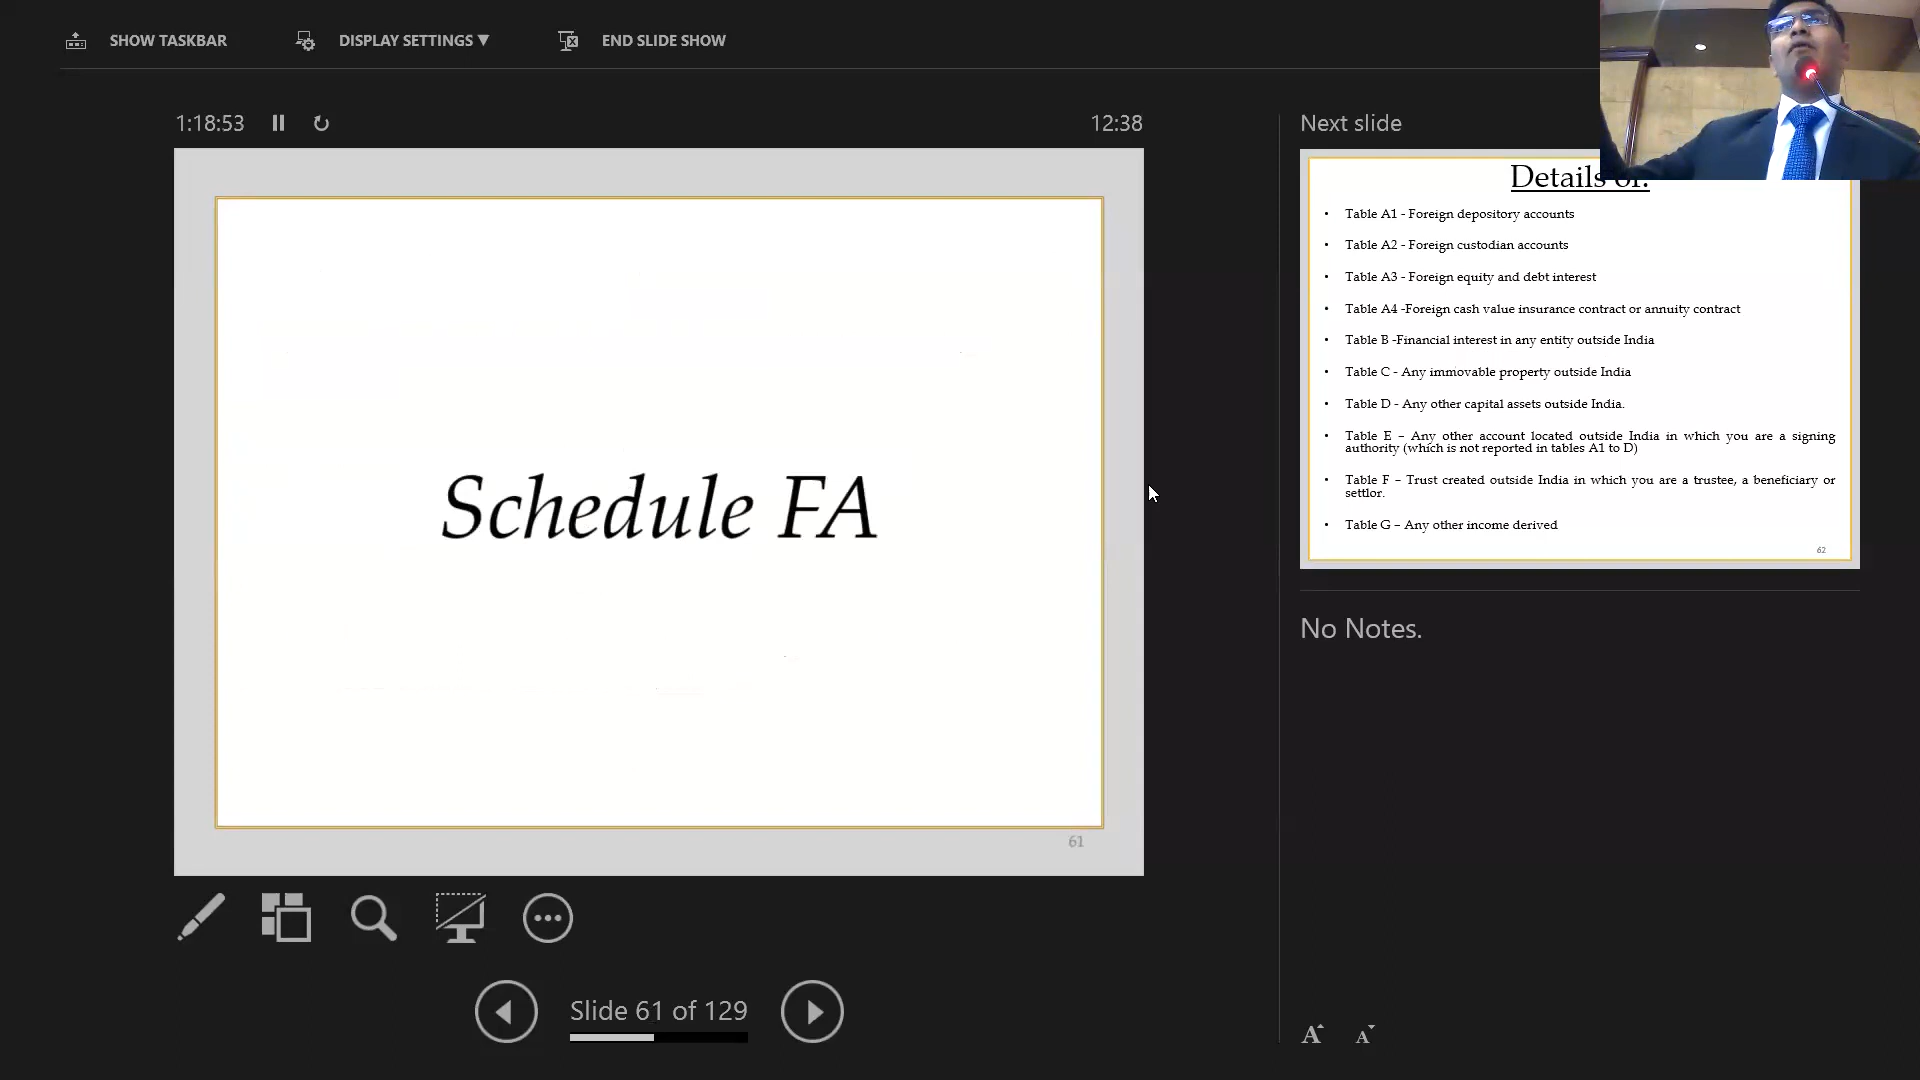 SHOW TASKBAR
DISPLAY SETTINGS ▼
END SLIDE SHOW
1:18:53
12:38
Schedule FA
61
Slide 61 of 129
Next slide
Details of:
• Table A1 - Foreign depository accounts
• Table A2 - Foreign custodian accounts
• Table A3 - Foreign equity and debt interest
• Table A4 -Foreign cash value insurance contract or annuity contract
• Table B -Financial interest in any entity outside India
• Table C - Any immovable property outside India
• Table D - Any other capital assets outside India.
• Table E – Any other account located outside India in which you are a signing
authority (which is not reported in tables A1 to D)
• Table F – Trust created outside India in which you are a trustee, a beneficiary or
settlor.
• Table G – Any other income derived
62
No Notes.
A A